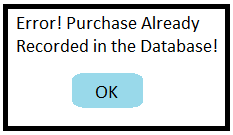 Error! Purchase Already
Recorded in the Database!
OK